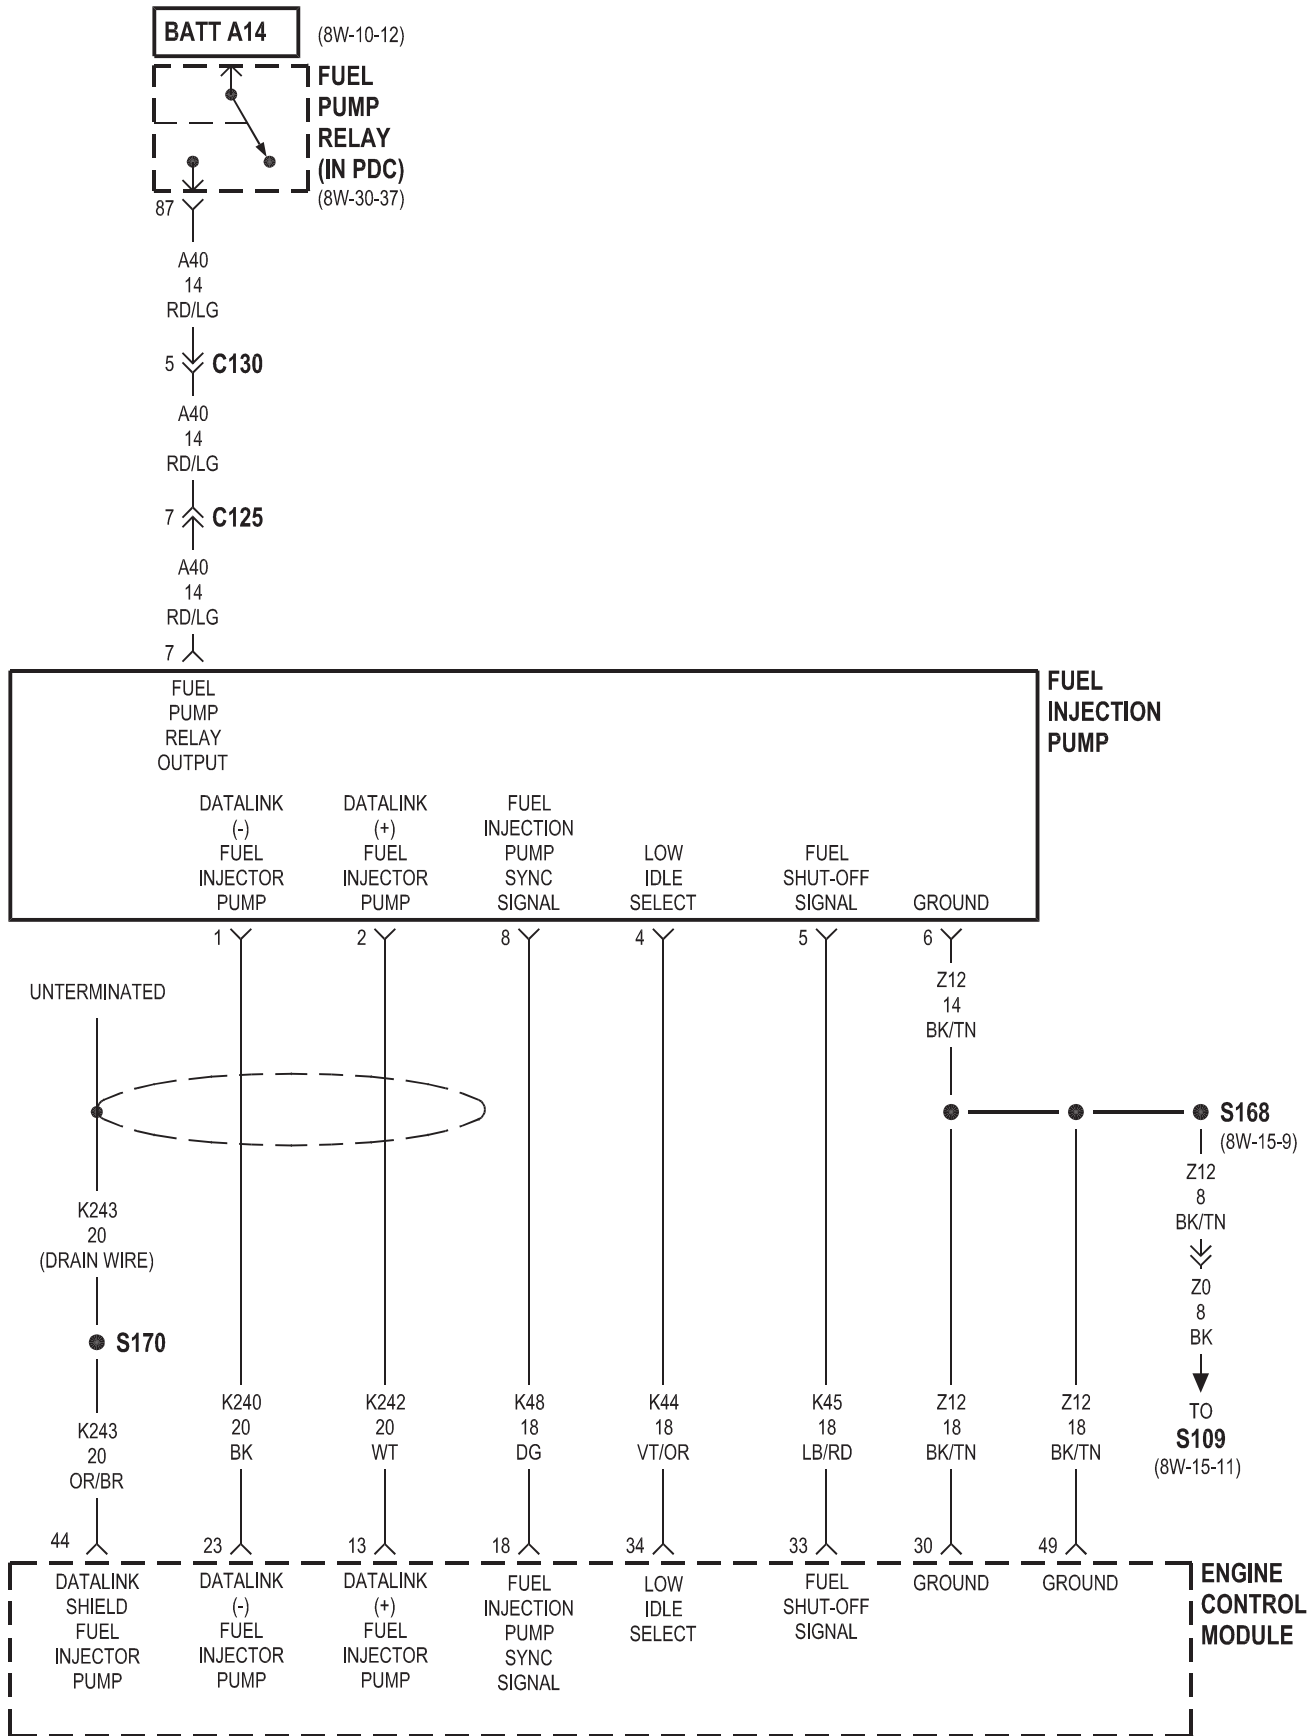 BATT A14 (8W-10-12)
FUEL
PUMP
RELAY
(IN PDC)
(8W-30-37)
87
A40
14
RD/LG
5 C130
A40
14
RD/LG
7 C125
A40
14
RD/LG
7
FUEL
INJECTION
PUMP
FUEL
PUMP
RELAY
OUTPUT
DATALINK
(-)
FUEL
INJECTOR
PUMP
DATALINK
(+)
FUEL
INJECTOR
PUMP
FUEL
INJECTION
PUMP
SYNC
SIGNAL
LOW
IDLE
SELECT
FUEL
SHUT-OFF
SIGNAL
GROUND
1 2 8 4 5 6
Z12
14
BK/TN
UNTERMINATED
S168
(8W-15-9)
Z12
8
BK/TN
Z0
8
BK
TO
S109
(8W-15-11)
K243
20
(DRAIN WIRE)
S170
K243
20
OR/BR
K240
20
BK
K242
20
WT
K48
18
DG
K44
18
VT/OR
K45
18
LB/RD
Z12
18
BK/TN
Z12
18
BK/TN
44 23 13 18 34 33 30 49
DATALINK
SHIELD
FUEL
INJECTOR
PUMP
DATALINK
(-)
FUEL
INJECTOR
PUMP
DATALINK
(+)
FUEL
INJECTOR
PUMP
FUEL
INJECTION
PUMP
SYNC
SIGNAL
LOW
IDLE
SELECT
FUEL
SHUT-OFF
SIGNAL
GROUND
GROUND
ENGINE
CONTROL
MODULE